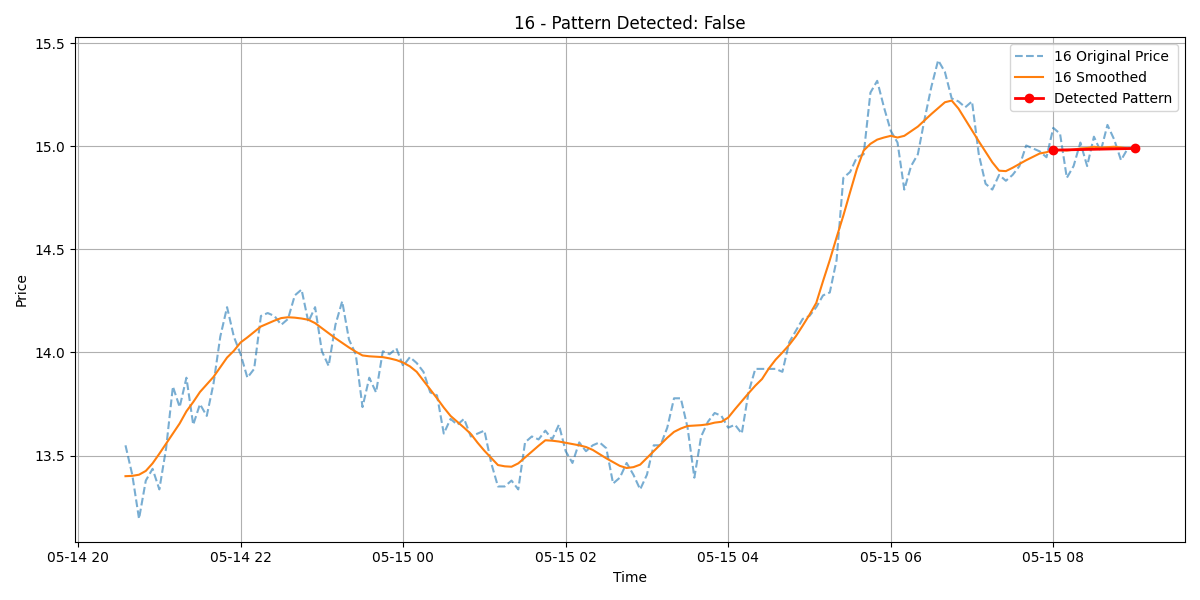 16 - Pattern Detected: False
16 Original Price
16 Smoothed
Detected Pattern
Price
15.5
15.0
14.5
14.0
13.5
05-14 20 05-14 22 05-15 00 05-15 02 05-15 04 05-15 06 05-15 08
Time